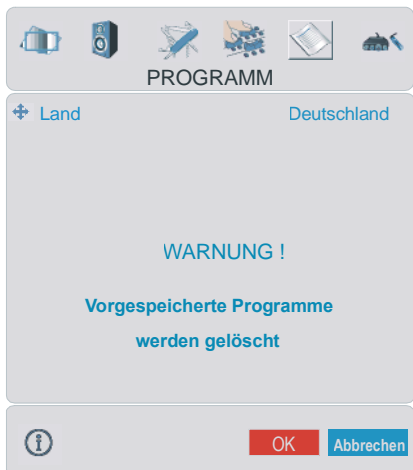 PROGRAMM
Land Deutschland
WARNUNG !
Vorgespeicherte Programme
werden gelöscht
OK Abbrechen